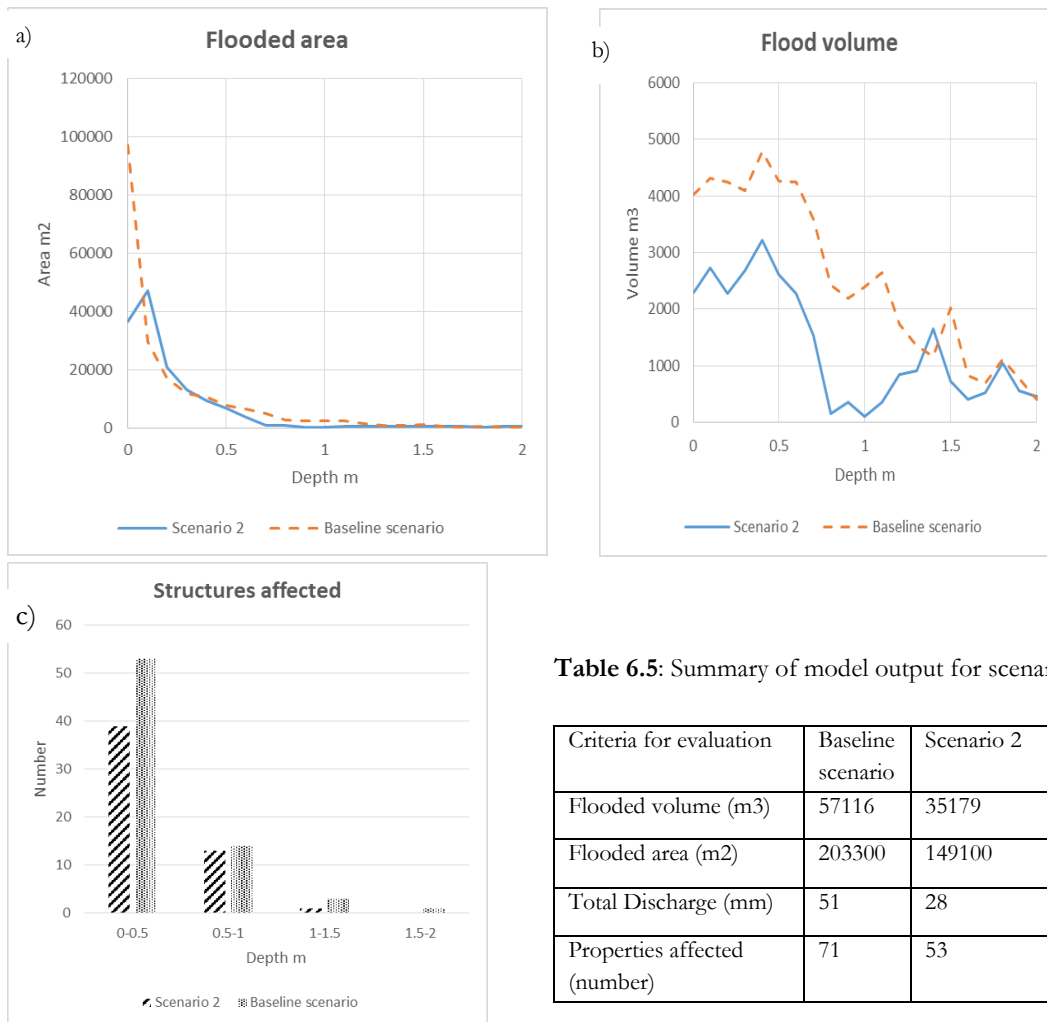 a)
Flooded area
120000
100000
80000
60000
40000
20000
0
Area m2
0 0.5 1 1.5 2
Depth m
Scenario 2 Baseline scenario
b)
Flood volume
6000
5000
4000
3000
2000
1000
0
Volume m3
0 0.5 1 1.5 2
Depth m
Scenario 2 Baseline scenario
c)
Structures affected
60
50
40
30
20
10
0
Number
0-0.5 0.5-1 1-1.5 1.5-2
Depth m
Scenario 2 Baseline scenario
Table 6.5: Summary of model output for scenar
Criteria for evaluation Baseline Scenario 2
scenario
Flooded volume (m3) 57116 35179
Flooded area (m2) 203300 149100
Total Discharge (mm) 51 28
Properties affected 71 53
(number)